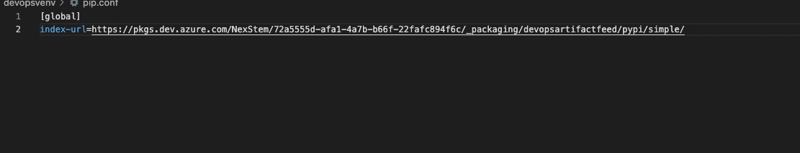 devopsvenv > pip.conf
1 [global]
2 index-url=https://pkgs.dev.azure.com/NexStem/72a5555d-afa1-4a7b-b66f-22fafc894f6c/_packaging/devopsartifactfeed/pypi/simple/